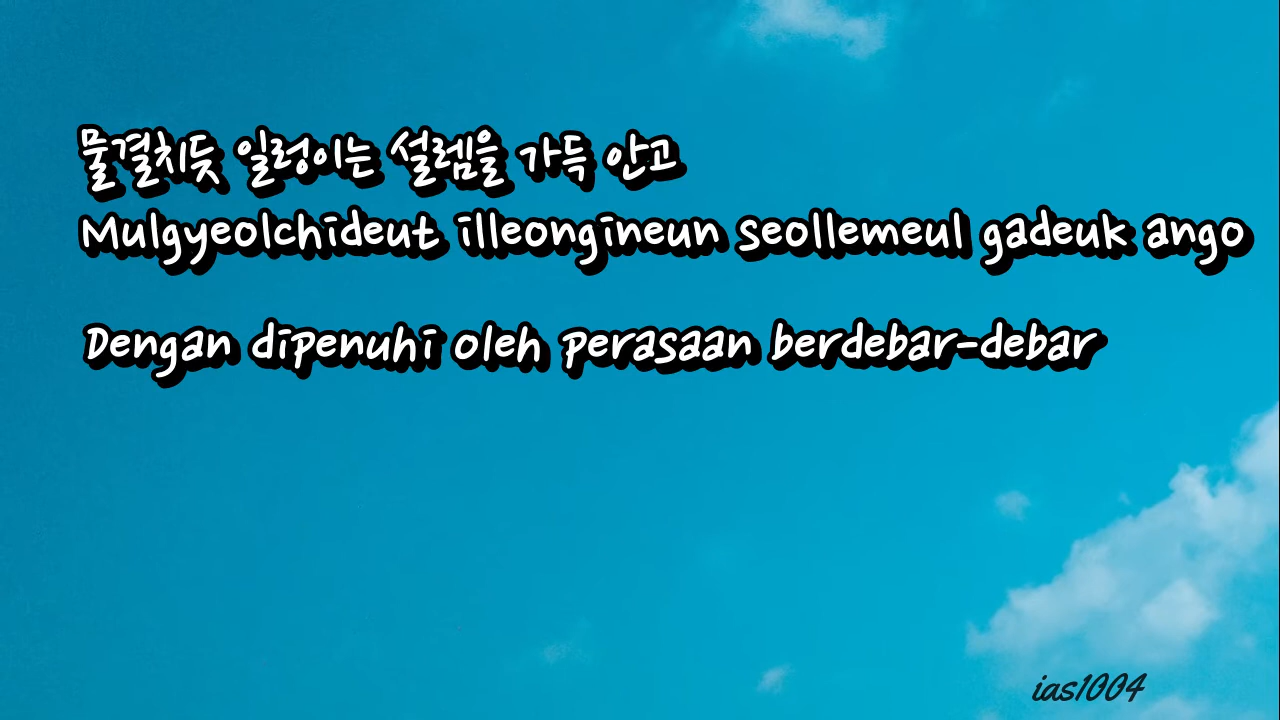 물결치듯 일렁이는 설렘을 가득 안고
Mulgyeolchideut illeongineun seollemeul gadeuk ango
Dengan dipenuhi oleh perasaan berdebar-debar
ias1004